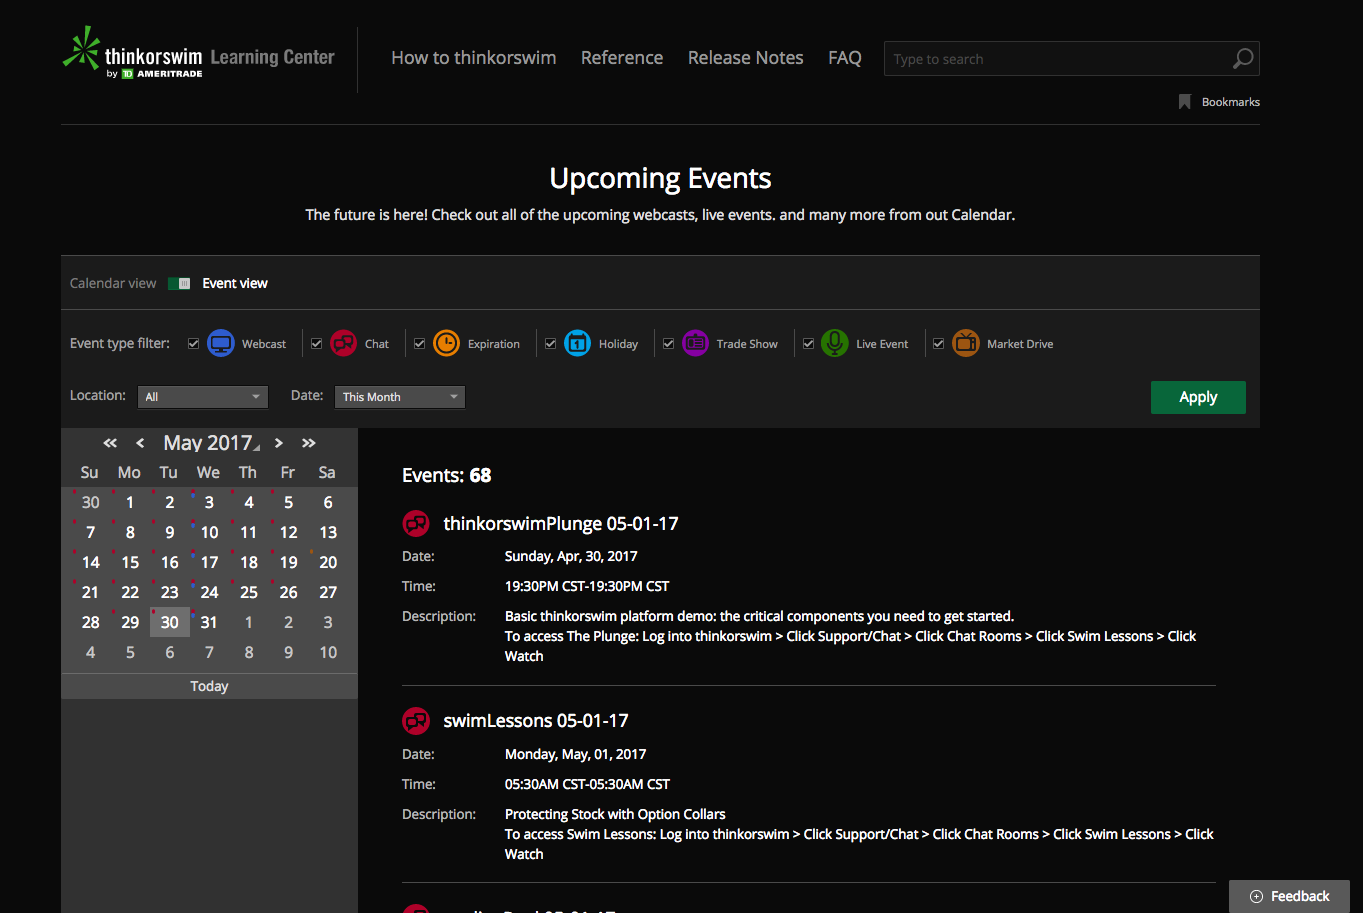 thinkorswim Learning Center
by TD AMERITRADE
How to thinkorswim Reference Release Notes FAQ
Type to search
Bookmarks
Upcoming Events
The future is here! Check out all of the upcoming webcasts, live events. and many more from out Calendar.
Calendar view Event view
Event type filter: Webcast Chat Expiration Holiday Trade Show Live Event Market Drive
Location: All Date: This Month Apply
« < May 2017 > »
Su Mo Tu We Th Fr Sa
30 1 2 3 4 5 6
7 8 9 10 11 12 13
14 15 16 17 18 19 20
21 22 23 24 25 26 27
28 29 30 31 1 2 3
4 5 6 7 8 9 10
Today
Events: 68
thinkorswimPlunge 05-01-17
Date: Sunday, Apr, 30, 2017
Time: 19:30PM CST-19:30PM CST
Description: Basic thinkorswim platform demo: the critical components you need to get started.
To access The Plunge: Log into thinkorswim > Click Support/Chat > Click Chat Rooms > Click Swim Lessons > Click
Watch
swimLessons 05-01-17
Date: Monday, May, 01, 2017
Time: 05:30AM CST-05:30AM CST
Description: Protecting Stock with Option Collars
To access Swim Lessons: Log into thinkorswim > Click Support/Chat > Click Chat Rooms > Click Swim Lessons > Click
Watch
Feedback